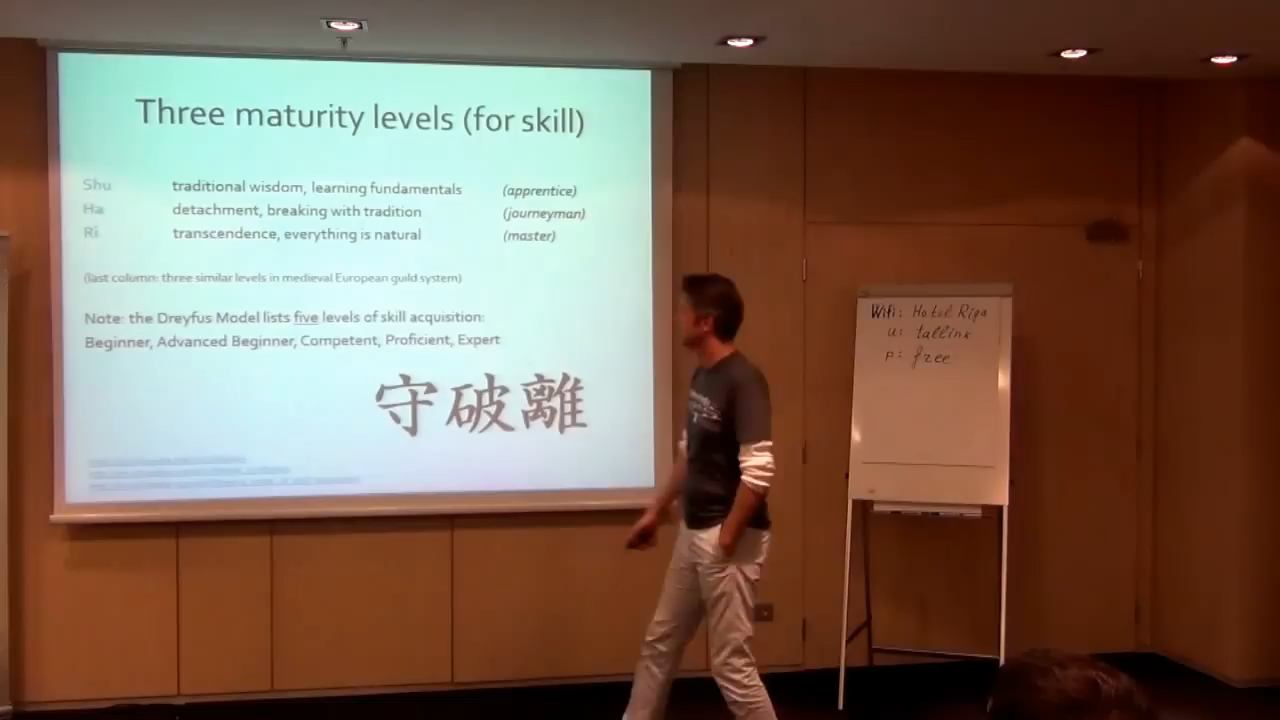 Three maturity levels (for skill)
Shu traditional wisdom, learning fundamentals (apprentice)
Ha detachment, breaking with tradition (journeyman)
Ri transcendence, everything is natural (master)
(last column: three similar levels in medieval European guild system)
Note: the Dreyfus Model lists five levels of skill acquisition:
Beginner, Advanced Beginner, Competent, Proficient, Expert
守破離
Wifi: Hotel Riga
u: tallink
p: free